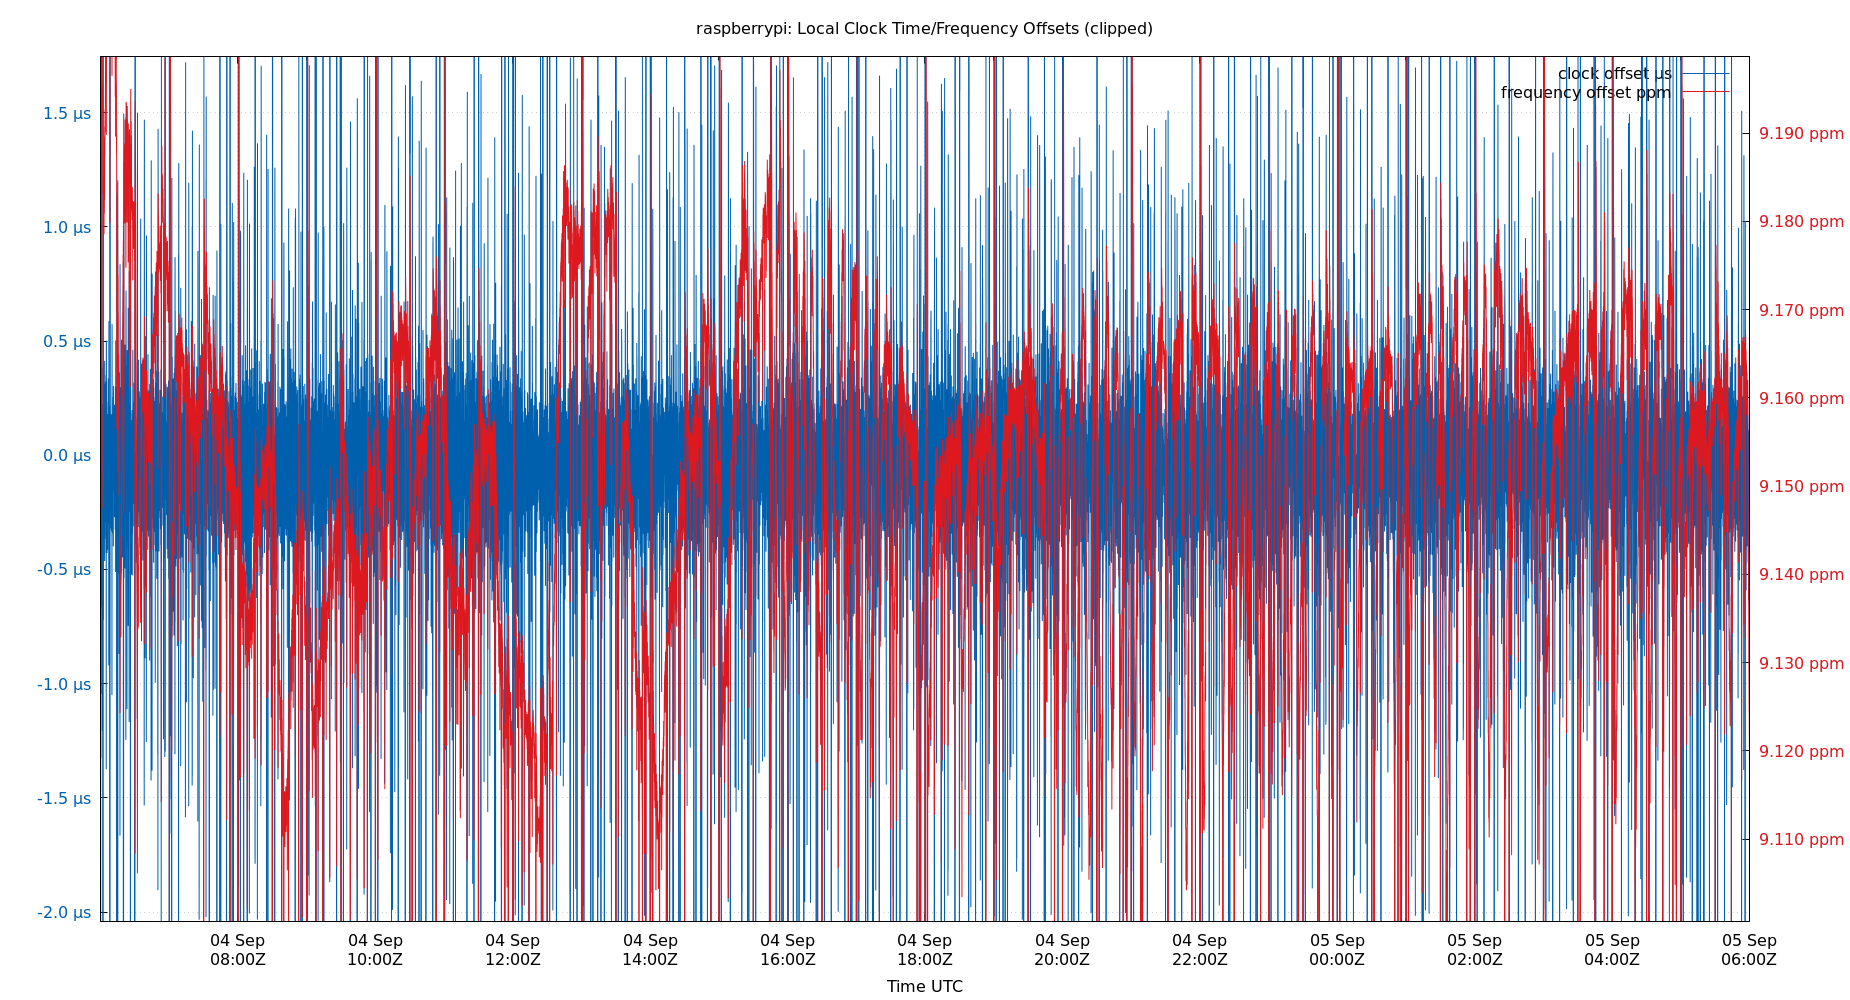 raspberrypi: Local Clock Time/Frequency Offsets (clipped)
clock offset µs
frequency offset ppm
1.5 µs
1.0 µs
0.5 µs
0.0 µs
-0.5 µs
-1.0 µs
-1.5 µs
-2.0 µs
9.190 ppm
9.180 ppm
9.170 ppm
9.160 ppm
9.150 ppm
9.140 ppm
9.130 ppm
9.120 ppm
9.110 ppm
04 Sep 04 Sep 04 Sep 04 Sep 04 Sep 04 Sep 04 Sep 04 Sep 05 Sep 05 Sep 05 Sep 05 Sep
08:00Z 10:00Z 12:00Z 14:00Z 16:00Z 18:00Z 20:00Z 22:00Z 00:00Z 02:00Z 04:00Z 06:00Z
Time UTC